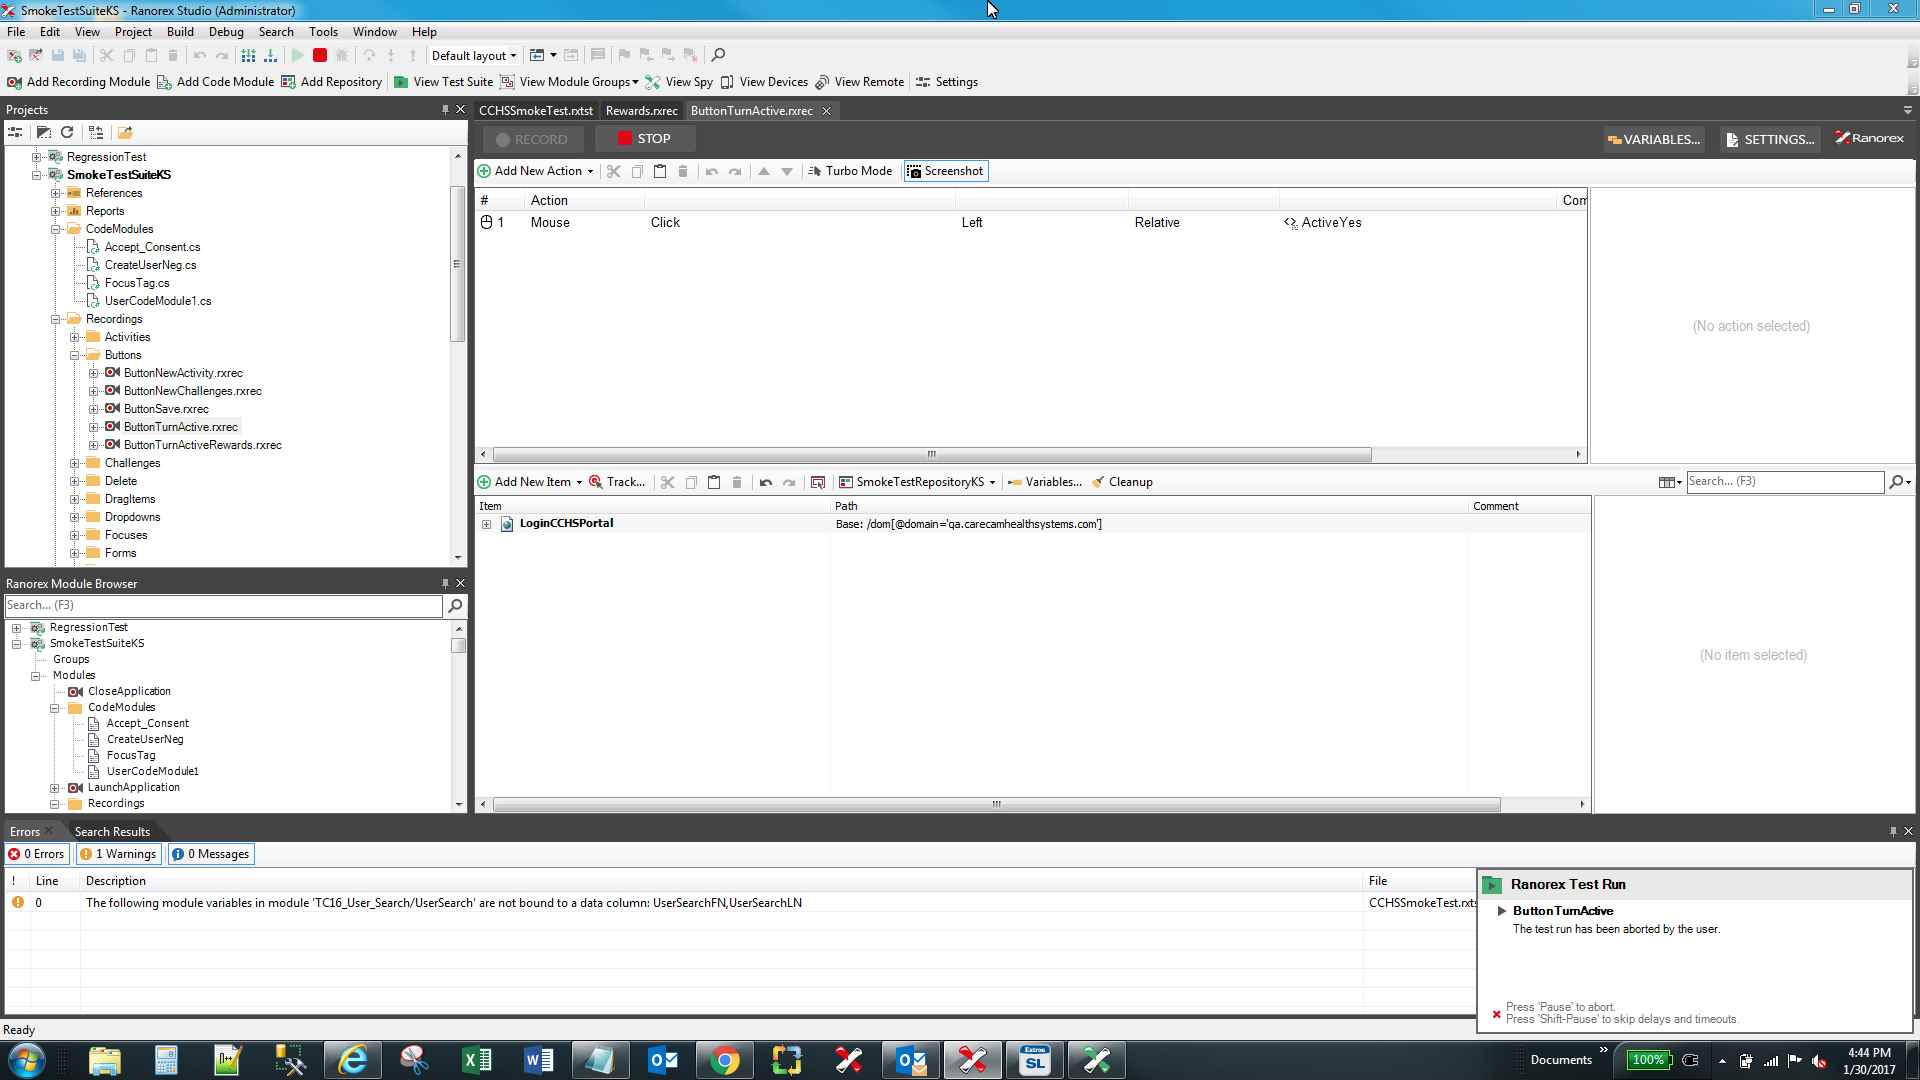 SmokeTestSuiteKS - Ranorex Studio (Administrator)
File Edit View Project Build Debug Search Tools Window Help
Default layout
Add Recording Module Add Code Module Add Repository View Test Suite View Module Groups View Spy View Devices View Remote Settings
Projects
RegressionTest
SmokeTestSuiteKS
References
Reports
CodeModules
Accept_Consent.cs
CreateUserNeg.cs
FocusTag.cs
UserCodeModule1.cs
Recordings
Activities
Buttons
ButtonNewActivity.rxrec
ButtonNewChallenges.rxrec
ButtonSave.rxrec
ButtonTurnActive.rxrec
ButtonTurnActiveRewards.rxrec
Challenges
Delete
DragItems
Dropdowns
Focuses
Forms
Ranorex Module Browser
Search... (F3)
RegressionTest
SmokeTestSuiteKS
Groups
Modules
CloseApplication
CodeModules
Accept_Consent
CreateUserNeg
FocusTag
UserCodeModule1
LaunchApplication
Recordings
CCHSSmokeTest.rxtst Rewards.rxrec ButtonTurnActive.rxrec
RECORD STOP VARIABLES... SETTINGS... Ranorex
Add New Action Turbo Mode Screenshot
# Action Com
1 Mouse Click Left Relative ActiveYes
(No action selected)
Add New Item Track... SmokeTestRepositoryKS Variables... Cleanup Search... (F3)
Item Path Comment
LoginCCHSPortal Base: /dom[@domain='qa.carecamhealthsystems.com']
(No item selected)
Errors Search Results
0 Errors 1 Warnings 0 Messages
! Line Description File
0 The following module variables in module 'TC16_User_Search/UserSearch' are not bound to a data column: UserSearchFN,UserSearchLN CCHSSmokeTest.rxts
Ranorex Test Run
ButtonTurnActive
The test run has been aborted by the user.
Press 'Pause' to abort.
Press 'Shift-Pause' to skip delays and timeouts.
Ready
Extron
SL
Documents
100%
4:44 PM
1/30/2017